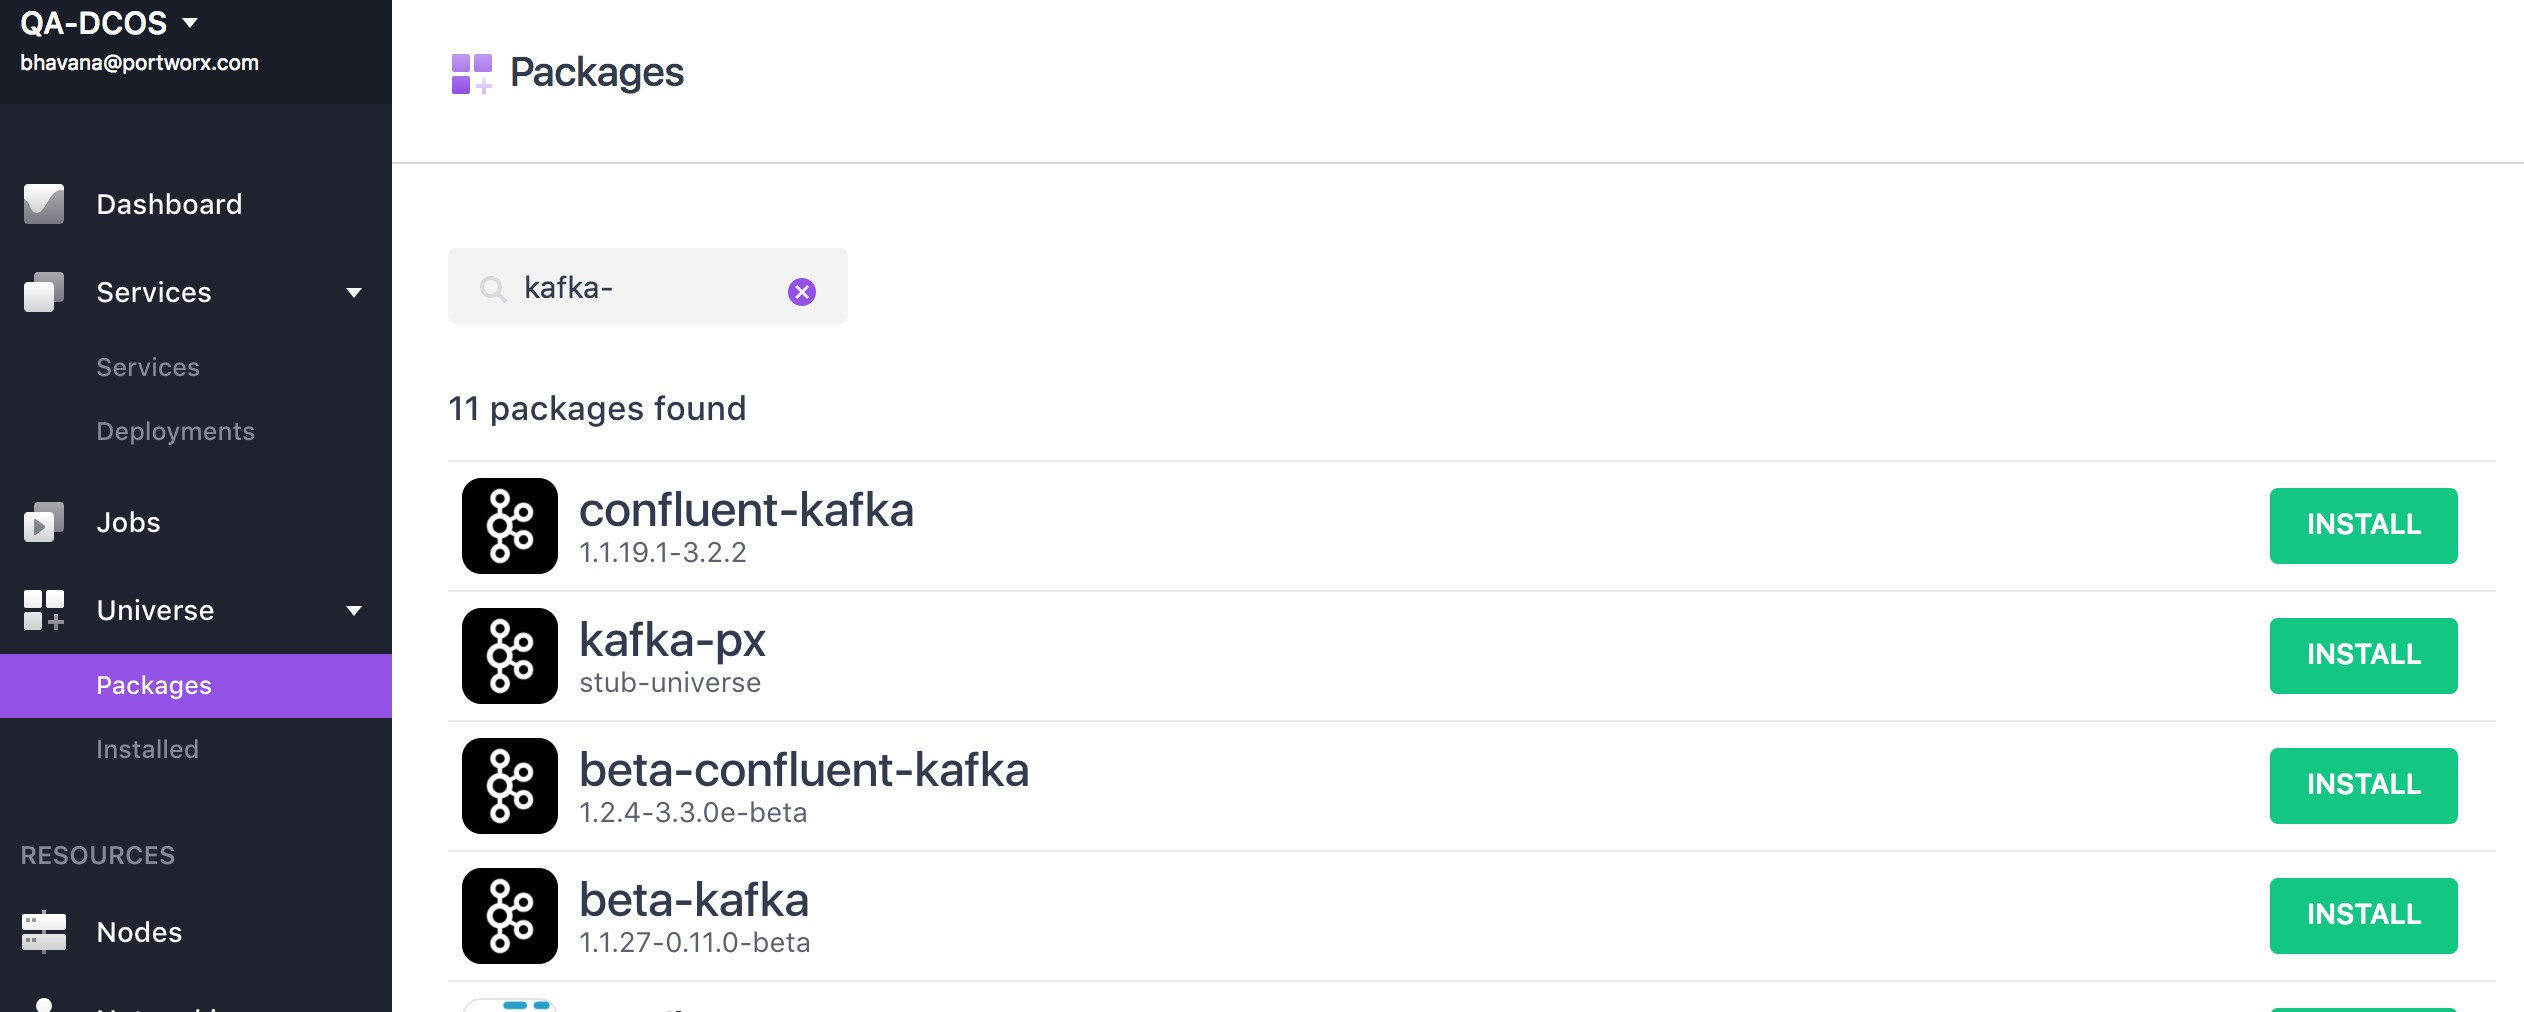 QA-DCOS
bhavana@portworx.com
Dashboard
Services
Services
Deployments
Jobs
Universe
Packages
Installed
RESOURCES
Nodes
Packages
kafka-
11 packages found
confluent-kafka
1.1.19.1-3.2.2
INSTALL
kafka-px
stub-universe
INSTALL
beta-confluent-kafka
1.2.4-3.3.0e-beta
INSTALL
beta-kafka
1.1.27-0.11.0-beta
INSTALL